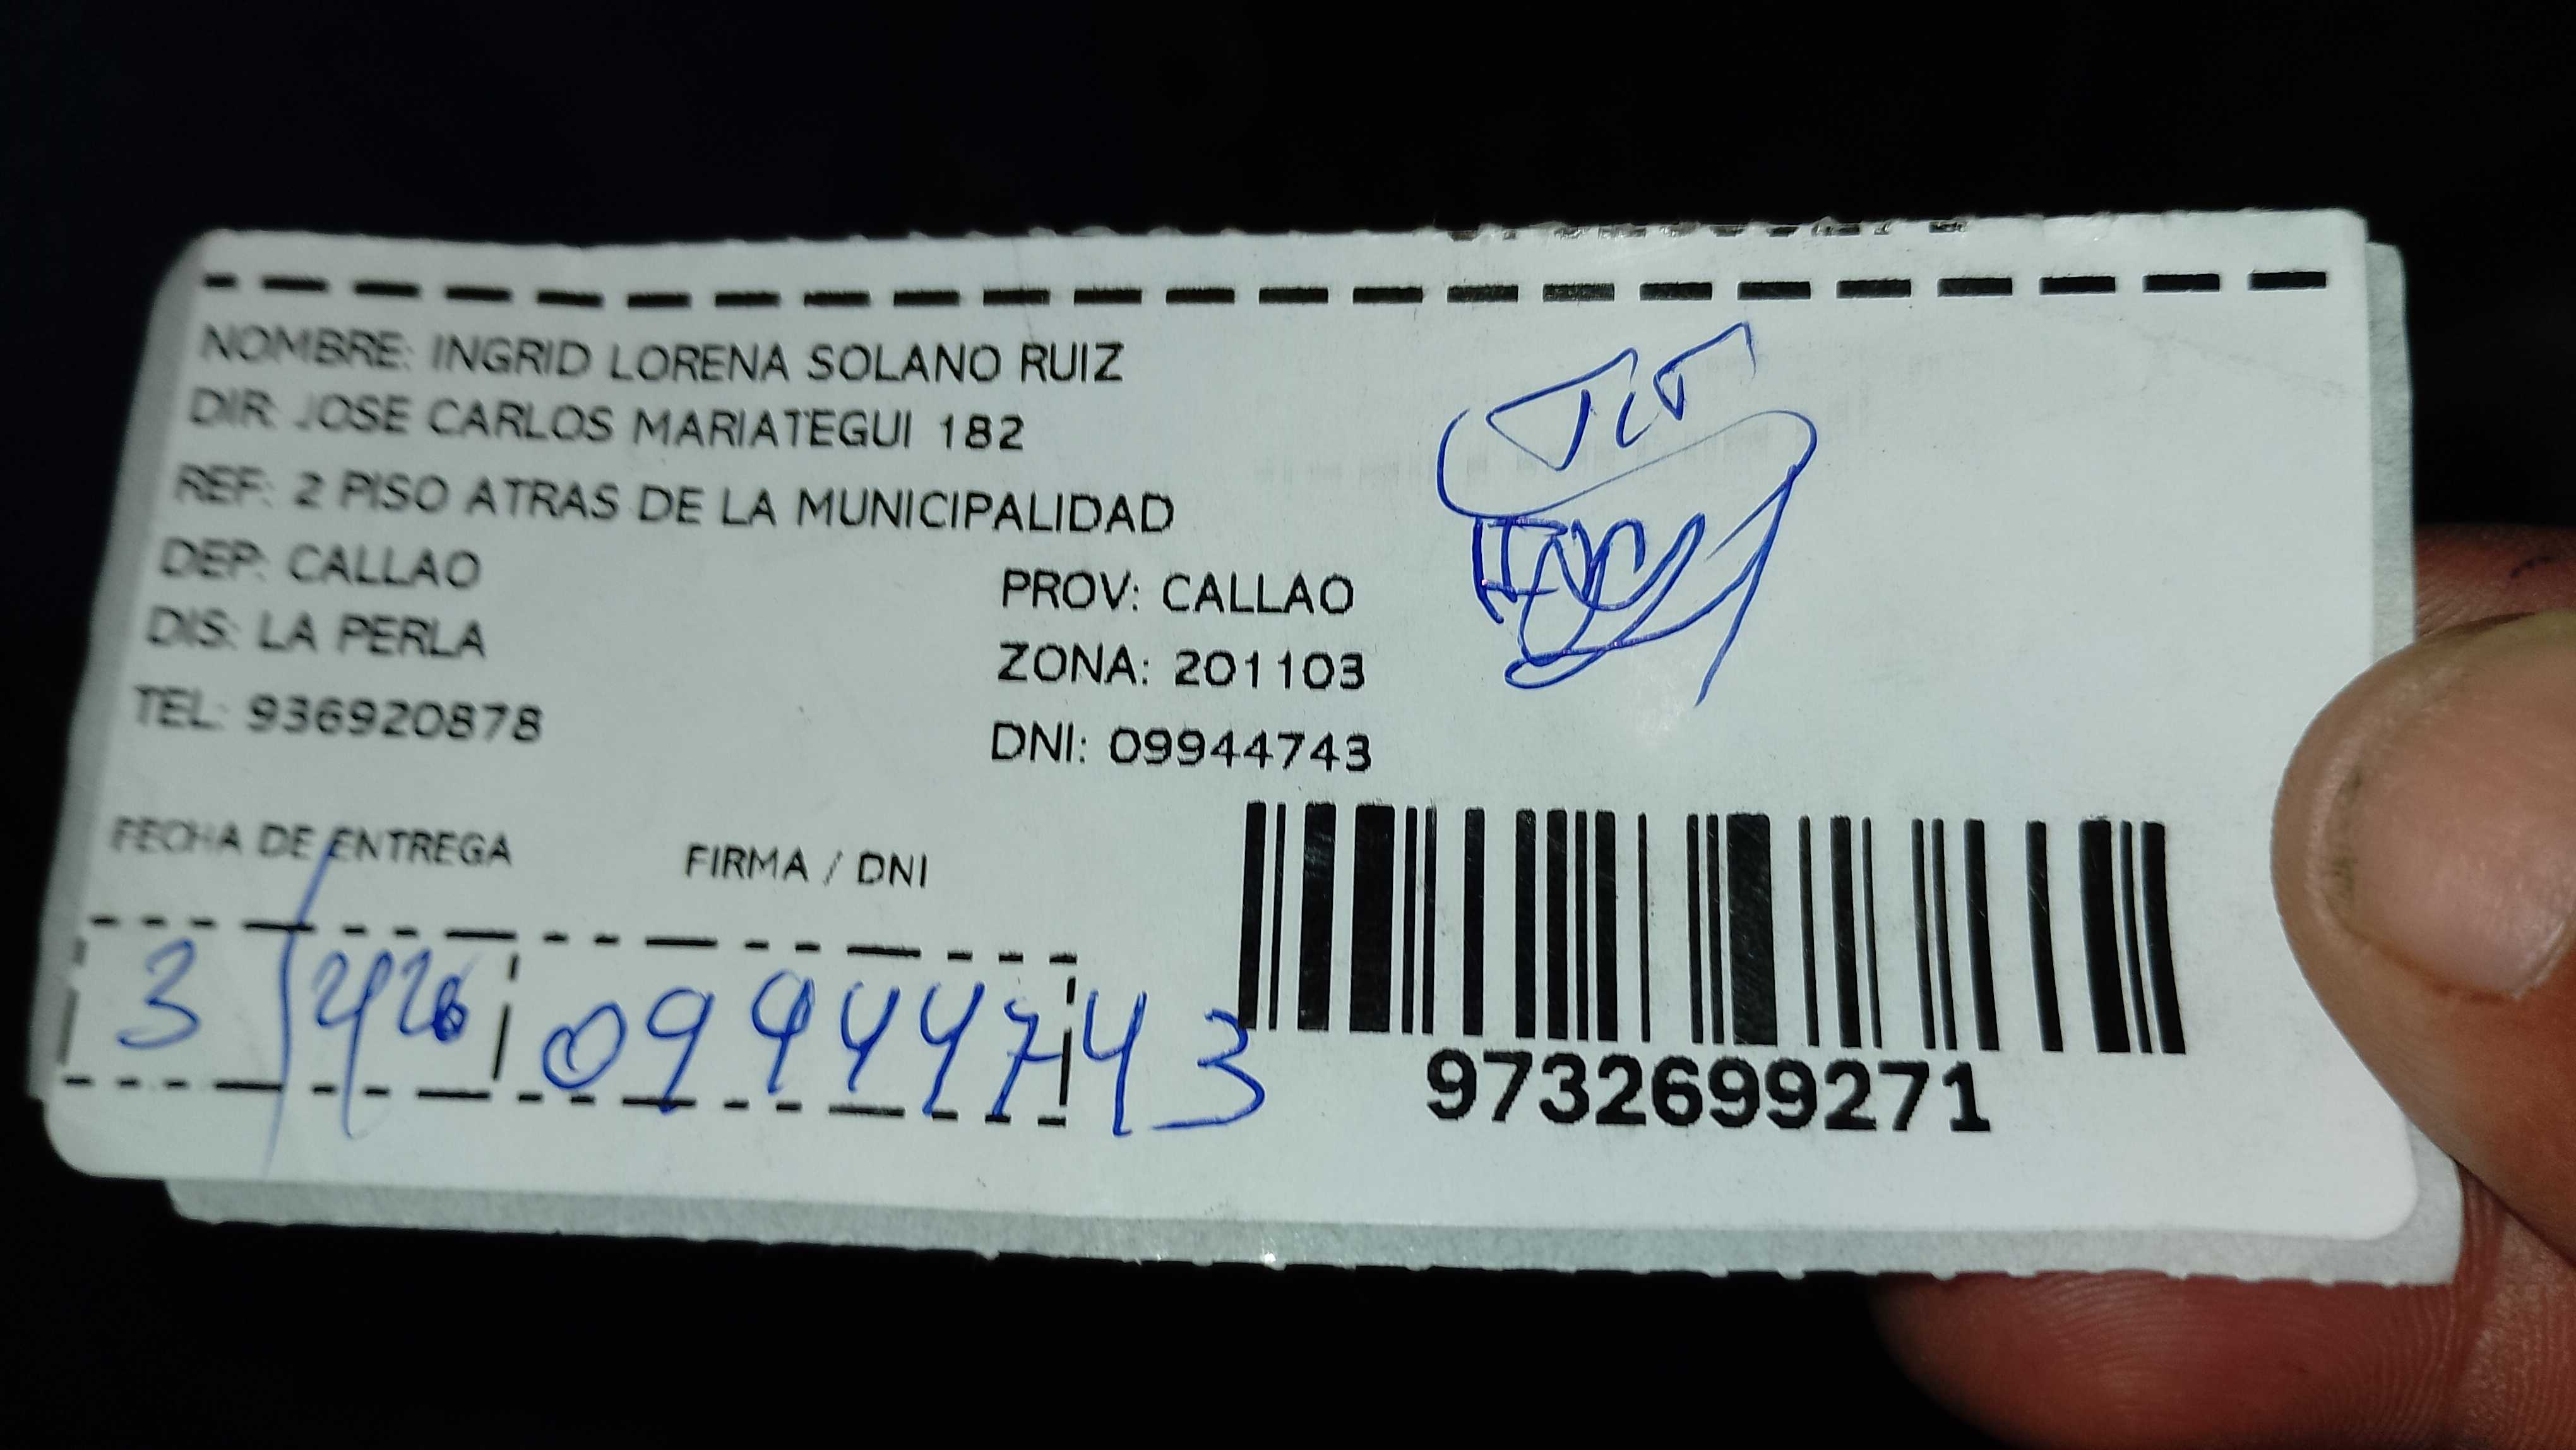 NOMBRE: INGRID LORENA SOLANO RUIZ
DIR: JOSE CARLOS MARIATEGUI 182
REF: 2 PISO ATRAS DE LA MUNICIPALIDAD
DEP: CALLAO
PROV: CALLAO
DIS: LA PERLA
ZONA: 201103
TEL: 936920878
DNI: 09944743
FECHA DE ENTREGA
FIRMA / DNI
3/4/26
09944743
9732699271